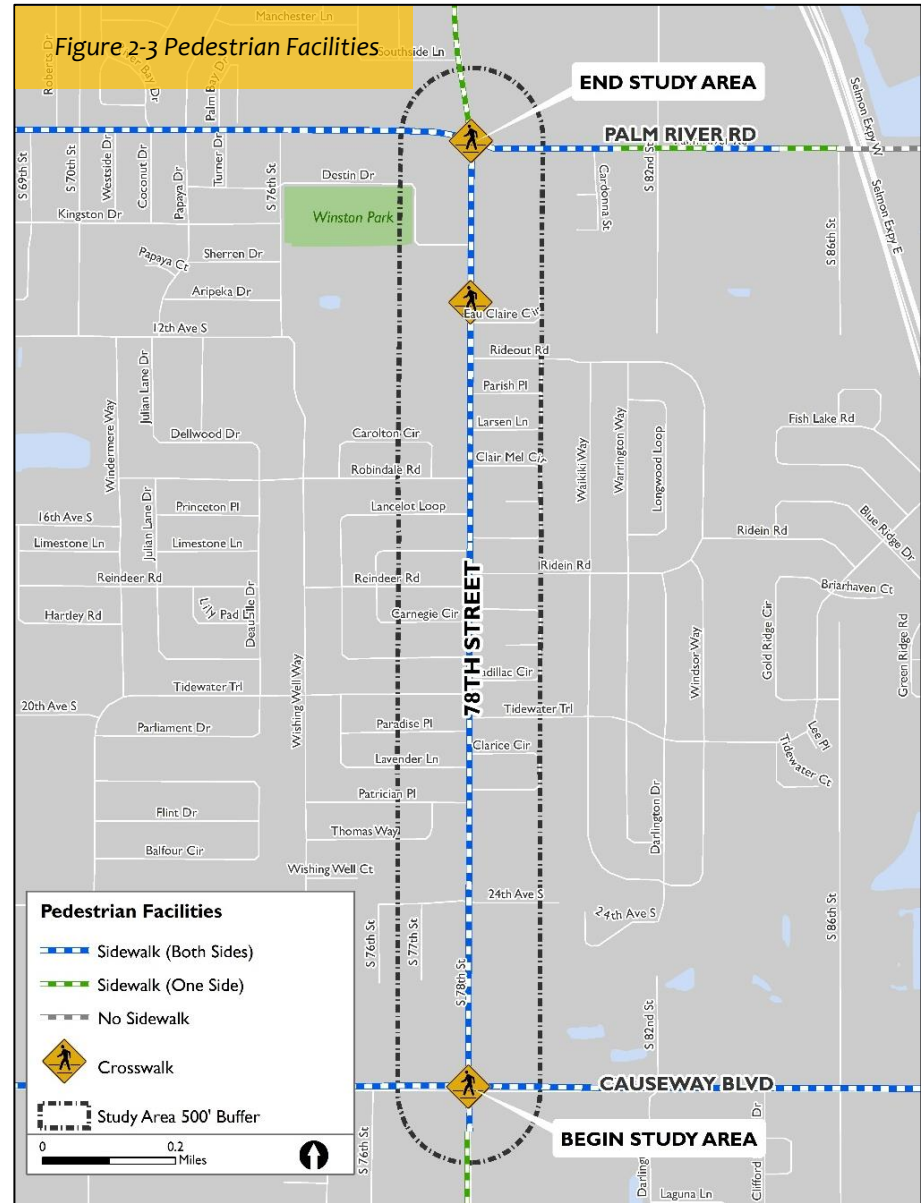 Figure 2-3 Pedestrian Facilities
Manchester Ln
Southside Ln
Roberts Dr
END STUDY AREA
PALM RIVER RD
Selmon Expy W
Selmon Expy E
S 69th St
S 70th St
Westside Dr
Coconut Dr
Papaya Dr
Turner Dr
S 76th St
Destin Dr
Cardonna St
S 82nd St
S 86th St
Kingston Dr
Winston Park
Papaya Ct
Sherren Dr
Aripeka Dr
Eau Claire Cir
12th Ave S
Rideout Rd
Julian Lane Dr
Parish Pl
Windermere Way
Larsen Ln
Fish Lake Rd
Dellwood Dr
Carolton Cir
Clair Mel Cir
Waikiki Way
Warrington Way
Longwood Loop
Robindale Rd
16th Ave S
Julian Lane Dr
Princeton Pl
Lancelot Loop
Blue Ridge Dr
Ridein Rd
Limestone Ln
Limestone Ln
Reindeer Rd
Reindeer Rd
Ridein Rd
Briarhaven Ct
Hartley Rd
Lily Pad Ln
Deauville Dr
Carnegie Cir
78TH STREET
Gold Ridge Cir
Green Ridge Rd
Windsor Way
Wishing Well Way
Cadillac Cir
Tidewater Trl
20th Ave S
Tidewater Trl
Parliament Dr
Paradise Pl
Clarice Cir
Lee Pl
Tidewater Ct
Lavender Ln
Patrician Pl
Flint Dr
Thomas Way
Darlington Dr
Balfour Cir
Wishing Well Ct
24th Ave S
24th Ave S
S 86th St
S 76th St
S 77th St
S 78th St
S 82nd St
Pedestrian Facilities
Sidewalk (Both Sides)
Sidewalk (One Side)
No Sidewalk
Crosswalk
Study Area 500' Buffer
0 0.2
Miles
CAUSEWAY BLVD
BEGIN STUDY AREA
S 76th St
Clifford Dr
Laguna Ln